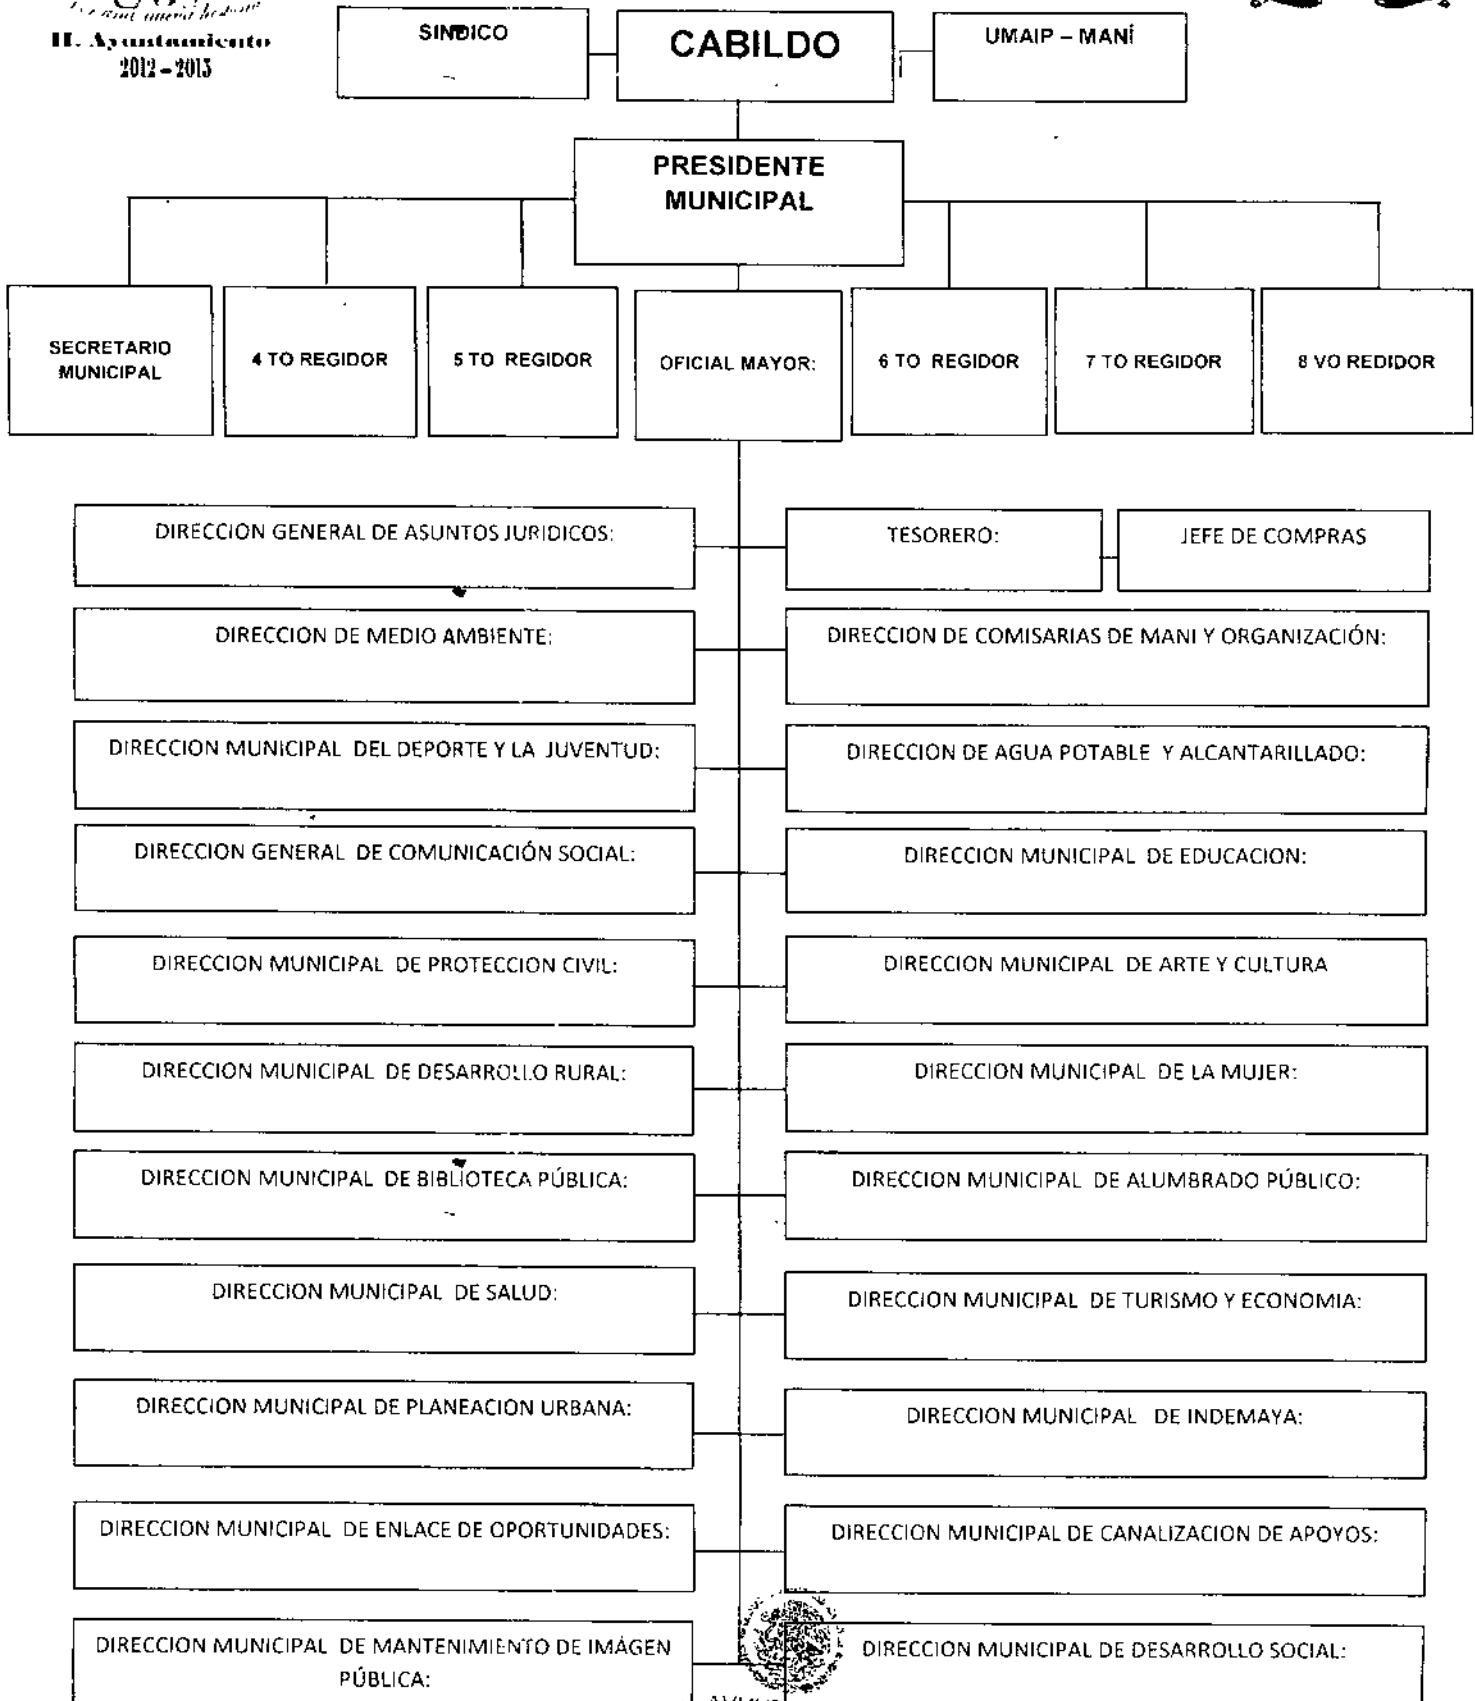 H. Ayuntamiento
2012 – 2015
SINDICO
CABILDO
UMAIP – MANÍ
PRESIDENTE
MUNICIPAL
SECRETARIO
MUNICIPAL
4 TO REGIDOR
5 TO REGIDOR
OFICIAL MAYOR:
6 TO REGIDOR
7 TO REGIDOR
8 VO REDIDOR
DIRECCION GENERAL DE ASUNTOS JURIDICOS:
TESORERO:
JEFE DE COMPRAS
DIRECCION DE MEDIO AMBIENTE:
DIRECCION DE COMISARIAS DE MANI Y ORGANIZACIÓN:
DIRECCION MUNICIPAL DEL DEPORTE Y LA JUVENTUD:
DIRECCION DE AGUA POTABLE Y ALCANTARILLADO:
DIRECCION GENERAL DE COMUNICACIÓN SOCIAL:
DIRECCION MUNICIPAL DE EDUCACION:
DIRECCION MUNICIPAL DE PROTECCION CIVIL:
DIRECCION MUNICIPAL DE ARTE Y CULTURA
DIRECCION MUNICIPAL DE DESARROLLO RURAL:
DIRECCION MUNICIPAL DE LA MUJER:
DIRECCION MUNICIPAL DE BIBLIOTECA PÚBLICA:
DIRECCION MUNICIPAL DE ALUMBRADO PÚBLICO:
DIRECCION MUNICIPAL DE SALUD:
DIRECCION MUNICIPAL DE TURISMO Y ECONOMIA:
DIRECCION MUNICIPAL DE PLANEACION URBANA:
DIRECCION MUNICIPAL DE INDEMAYA:
DIRECCION MUNICIPAL DE ENLACE DE OPORTUNIDADES:
DIRECCION MUNICIPAL DE CANALIZACION DE APOYOS:
DIRECCION MUNICIPAL DE MANTENIMIENTO DE IMÁGEN
PÚBLICA:
DIRECCION MUNICIPAL DE DESARROLLO SOCIAL: